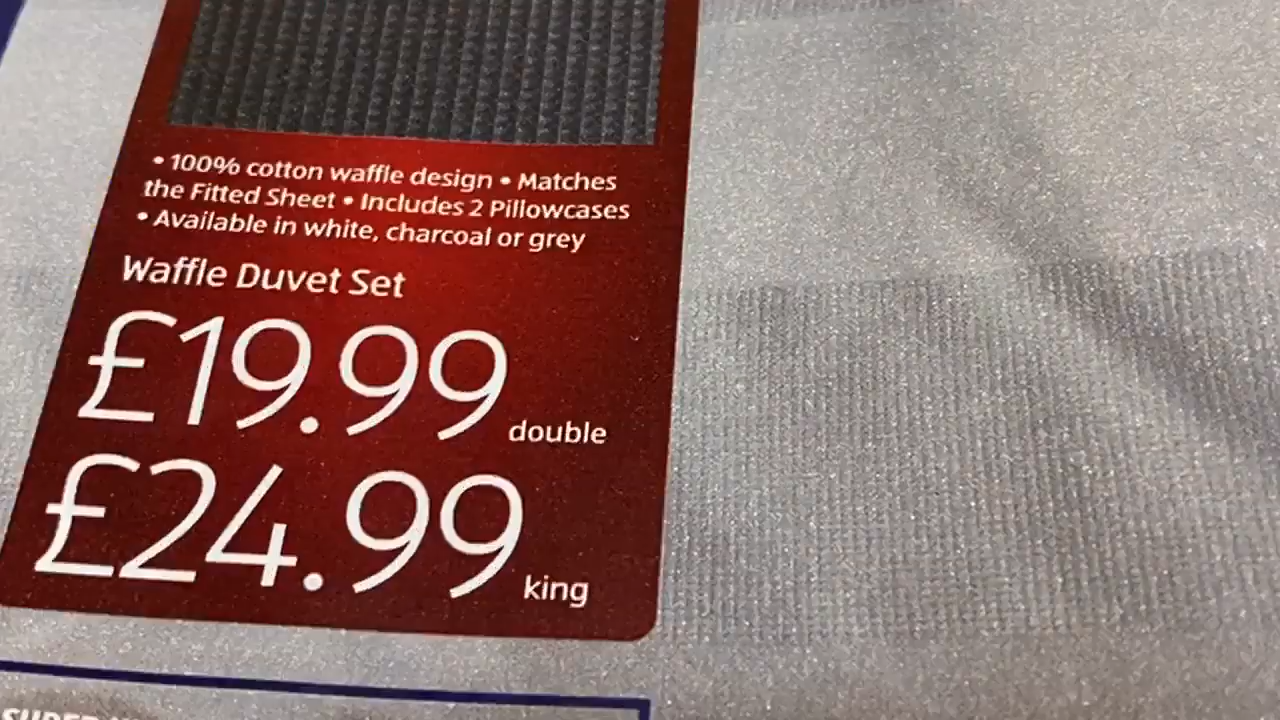 • 100% cotton waffle design • Matches
the Fitted Sheet • Includes 2 Pillowcases
• Available in white, charcoal or grey
Waffle Duvet Set
£19.99 double
£24.99 king